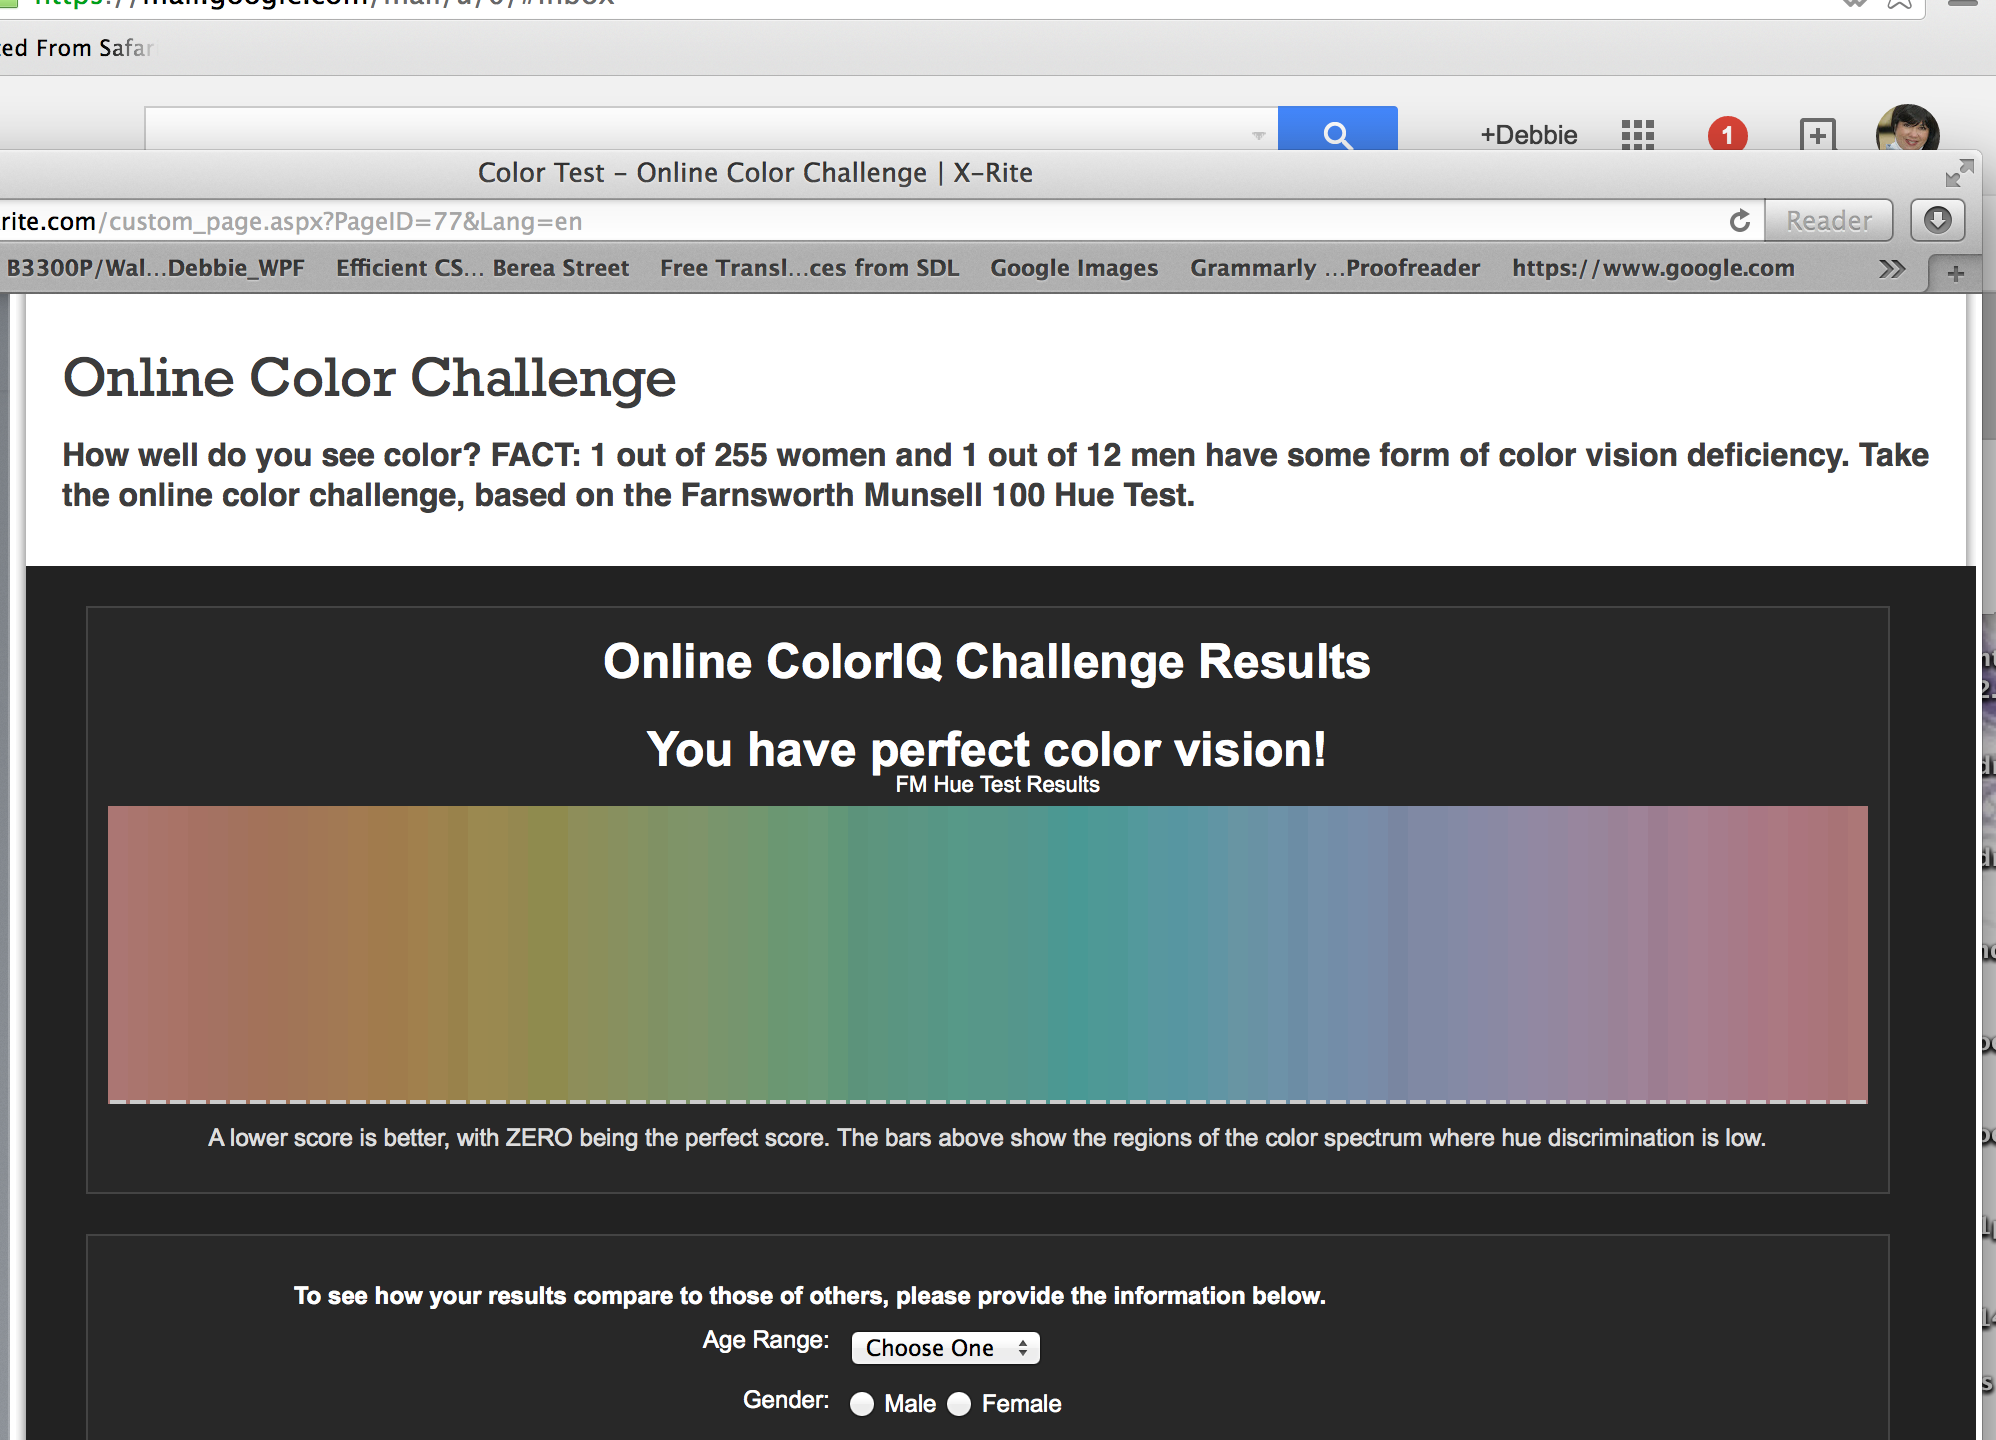 ted From Safar
+Debbie
1
Color Test – Online Color Challenge | X-Rite
rite.com/custom_page.aspx?PageID=77&Lang=en
Reader
B3300P/Wal...Debbie_WPF
Efficient CS... Berea Street
Free Transl...ces from SDL
Google Images
Grammarly ...Proofreader
https://www.google.com
Online Color Challenge
How well do you see color? FACT: 1 out of 255 women and 1 out of 12 men have some form of color vision deficiency. Take
the online color challenge, based on the Farnsworth Munsell 100 Hue Test.
Online ColorIQ Challenge Results
You have perfect color vision!
FM Hue Test Results
A lower score is better, with ZERO being the perfect score. The bars above show the regions of the color spectrum where hue discrimination is low.
To see how your results compare to those of others, please provide the information below.
Age Range:
Choose One
Gender:
Male
Female